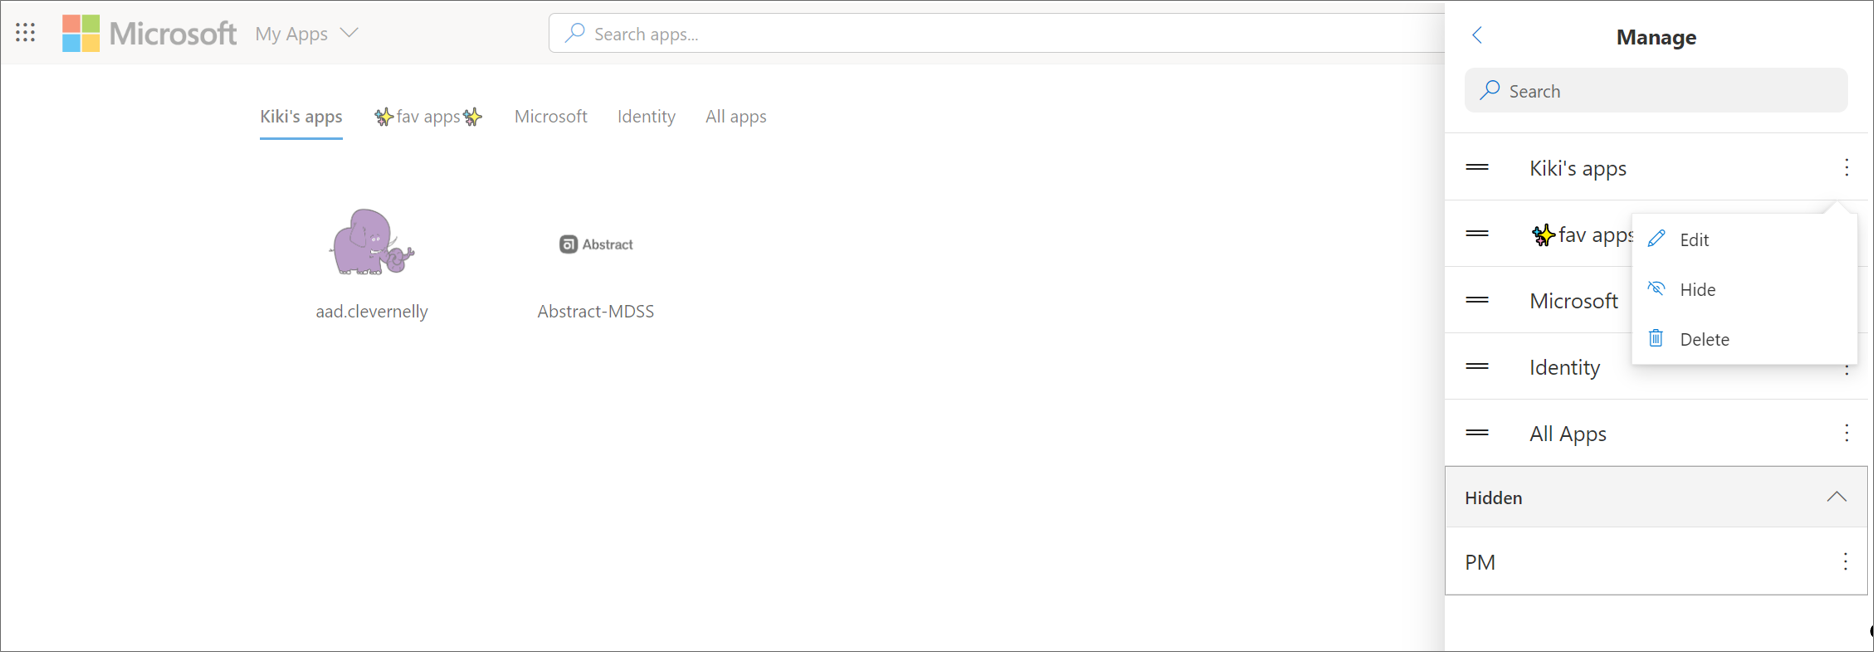 Microsoft My Apps
Search apps...
Kiki's apps ✨fav apps✨ Microsoft Identity All apps
aad.clevernelly
Abstract
Abstract-MDSS
Manage
Search
Kiki's apps
✨fav apps
Microsoft
Identity
All Apps
Edit
Hide
Delete
Hidden
PM